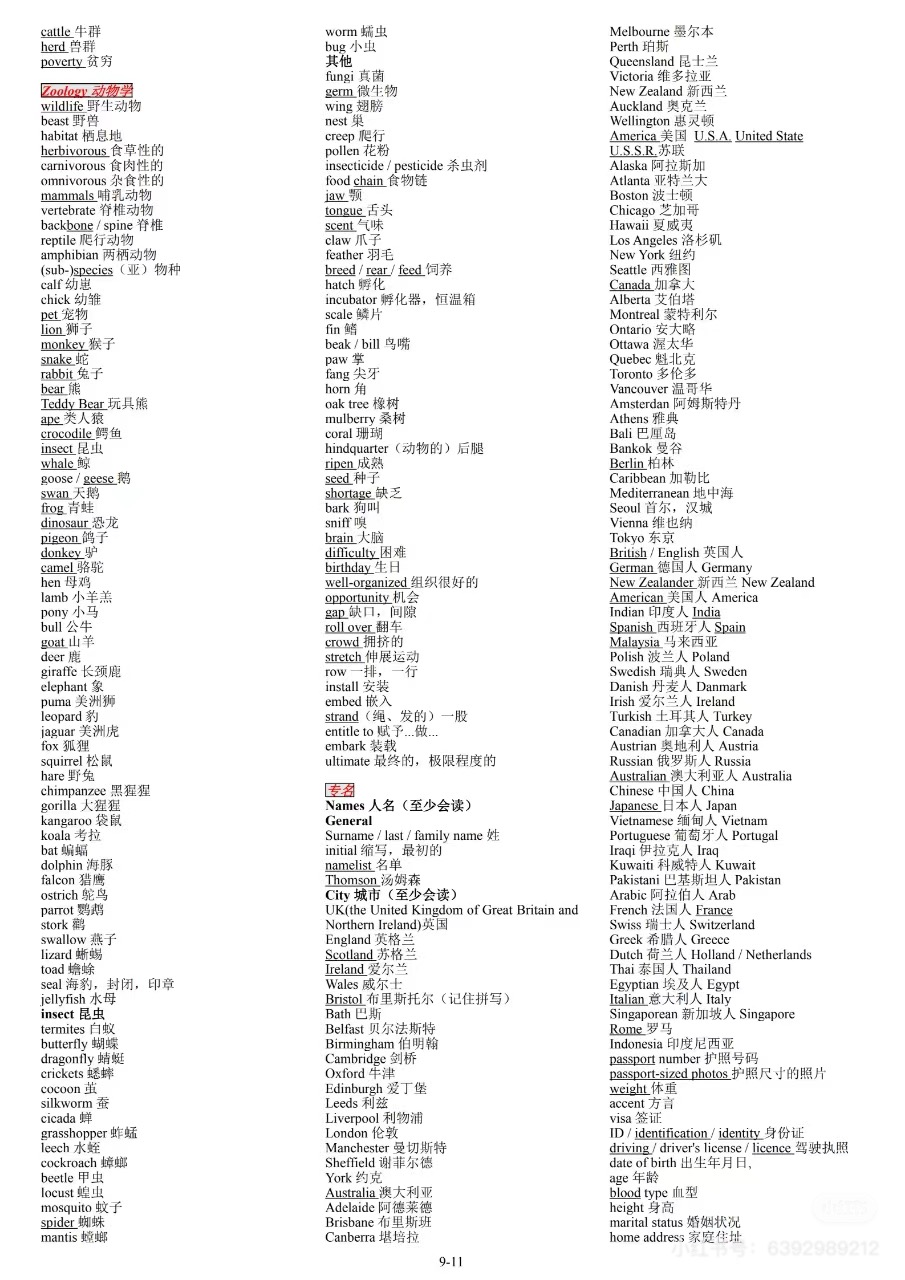 cattle 牛群
herd 兽群
poverty 贫穷
Zoology 动物学
wildlife 野生动物
beast 野兽
habitat 栖息地
herbivorous 食草性的
carnivorous 食肉性的
omnivorous 杂食性的
mammals 哺乳动物
vertebrate 脊椎动物
backbone / spine 脊椎
reptile 爬行动物
amphibian 两栖动物
(sub-)species（亚）物种
calf 幼崽
chick 幼雏
pet 宠物
lion 狮子
monkey 猴子
snake 蛇
rabbit 兔子
bear 熊
Teddy Bear 玩具熊
ape 类人猿
crocodile 鳄鱼
insect 昆虫
whale 鲸
goose / geese 鹅
swan 天鹅
frog 青蛙
dinosaur 恐龙
pigeon 鸽子
donkey 驴
camel 骆驼
hen 母鸡
lamb 小羊羔
pony 小马
bull 公牛
goat 山羊
deer 鹿
giraffe 长颈鹿
elephant 象
puma 美洲狮
leopard 豹
jaguar 美洲虎
fox 狐狸
squirrel 松鼠
hare 野兔
chimpanzee 黑猩猩
gorilla 大猩猩
kangaroo 袋鼠
koala 考拉
bat 蝙蝠
dolphin 海豚
falcon 猎鹰
ostrich 鸵鸟
parrot 鹦鹉
stork 鹳
swallow 燕子
lizard 蜥蜴
toad 蟾蜍
seal 海豹，封闭，印章
jellyfish 水母
insect 昆虫
termites 白蚁
butterfly 蝴蝶
dragonfly 蜻蜓
crickets 蟋蟀
cocoon 茧
silkworm 蚕
cicada 蝉
grasshopper 蚱蜢
leech 水蛭
cockroach 蟑螂
beetle 甲虫
locust 蝗虫
mosquito 蚊子
spider 蜘蛛
mantis 螳螂
worm 蠕虫
bug 小虫
其他
fungi 真菌
germ 微生物
wing 翅膀
nest 巢
creep 爬行
pollen 花粉
insecticide / pesticide 杀虫剂
food chain 食物链
jaw 颚
tongue 舌头
scent 气味
claw 爪子
feather 羽毛
breed / rear / feed 饲养
hatch 孵化
incubator 孵化器，恒温箱
scale 鳞片
fin 鳍
beak / bill 鸟嘴
paw 掌
fang 尖牙
horn 角
oak tree 橡树
mulberry 桑树
coral 珊瑚
hindquarter（动物的）后腿
ripen 成熟
seed 种子
shortage 缺乏
bark 狗叫
sniff 嗅
brain 大脑
difficulty 困难
birthday 生日
well-organized 组织很好的
opportunity 机会
gap 缺口，间隙
roll over 翻车
crowd 拥挤的
stretch 伸展运动
row 一排，一行
install 安装
embed 嵌入
strand（绳、发的）一股
entitle to 赋予...做...
embark 装载
ultimate 最终的，极限程度的
专名
Names 人名（至少会读）
General
Surname / last / family name 姓
initial 缩写，最初的
namelist 名单
Thomson 汤姆森
City 城市（至少会读）
UK(the United Kingdom of Great Britain and
Northern Ireland)英国
England 英格兰
Scotland 苏格兰
Ireland 爱尔兰
Wales 威尔士
Bristol 布里斯托尔（记住拼写）
Bath 巴斯
Belfast 贝尔法斯特
Birmingham 伯明翰
Cambridge 剑桥
Oxford 牛津
Edinburgh 爱丁堡
Leeds 利兹
Liverpool 利物浦
London 伦敦
Manchester 曼切斯特
Sheffield 谢菲尔德
York 约克
Australia 澳大利亚
Adelaide 阿德莱德
Brisbane 布里斯班
Canberra 堪培拉
Melbourne 墨尔本
Perth 珀斯
Queensland 昆士兰
Victoria 维多拉亚
New Zealand 新西兰
Auckland 奥克兰
Wellington 惠灵顿
America 美国 U.S.A. United State
U.S.S.R.苏联
Alaska 阿拉斯加
Atlanta 亚特兰大
Boston 波士顿
Chicago 芝加哥
Hawaii 夏威夷
Los Angeles 洛杉矶
New York 纽约
Seattle 西雅图
Canada 加拿大
Alberta 艾伯塔
Montreal 蒙特利尔
Ontario 安大略
Ottawa 渥太华
Quebec 魁北克
Toronto 多伦多
Vancouver 温哥华
Amsterdan 阿姆斯特丹
Athens 雅典
Bali 巴厘岛
Bankok 曼谷
Berlin 柏林
Caribbean 加勒比
Mediterranean 地中海
Seoul 首尔，汉城
Vienna 维也纳
Tokyo 东京
British / English 英国人
German 德国人 Germany
New Zealander 新西兰 New Zealand
American 美国人 America
Indian 印度人 India
Spanish 西班牙人 Spain
Malaysia 马来西亚
Polish 波兰人 Poland
Swedish 瑞典人 Sweden
Danish 丹麦人 Danmark
Irish 爱尔兰人 Ireland
Turkish 土耳其人 Turkey
Canadian 加拿大人 Canada
Austrian 奥地利人 Austria
Russian 俄罗斯人 Russia
Australian 澳大利亚人 Australia
Chinese 中国人 China
Japanese 日本人 Japan
Vietnamese 缅甸人 Vietnam
Portuguese 葡萄牙人 Portugal
Iraqi 伊拉克人 Iraq
Kuwaiti 科威特人 Kuwait
Pakistani 巴基斯坦人 Pakistan
Arabic 阿拉伯人 Arab
French 法国人 France
Swiss 瑞士人 Switzerland
Greek 希腊人 Greece
Dutch 荷兰人 Holland / Netherlands
Thai 泰国人 Thailand
Egyptian 埃及人 Egypt
Italian 意大利人 Italy
Singaporean 新加坡人 Singapore
Rome 罗马
Indonesia 印度尼西亚
passport number 护照号码
passport-sized photos 护照尺寸的照片
weight 体重
accent 方言
visa 签证
ID / identification / identity 身份证
driving / driver's license / licence 驾驶执照
date of birth 出生年月日,
age 年龄
blood type 血型
height 身高
marital status 婚姻状况
home address 家庭住址
小红书号: 6392989212
9-11